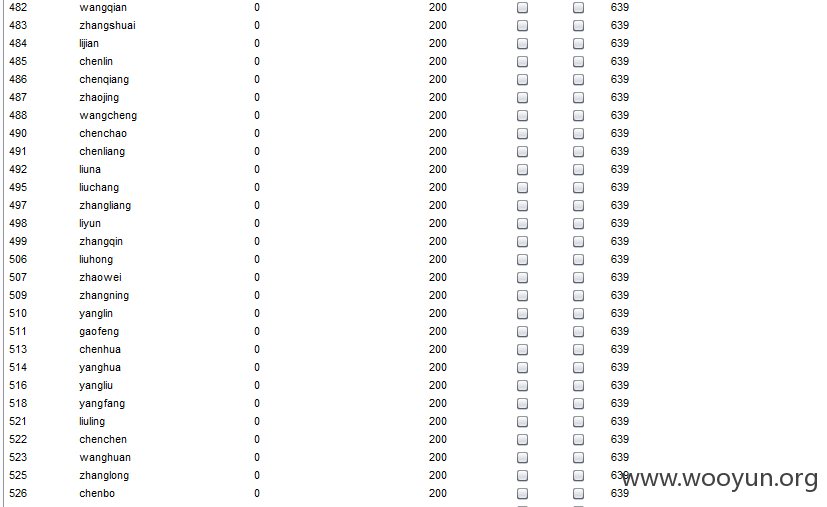 482 wangqian 0 200 639
483 zhangshuai 0 200 639
484 lijian 0 200 639
485 chenlin 0 200 639
486 chenqiang 0 200 639
487 zhaojing 0 200 639
488 wangcheng 0 200 639
490 chenchao 0 200 639
491 chenliang 0 200 639
492 liuna 0 200 639
495 liuchang 0 200 639
497 zhangliang 0 200 639
498 liyun 0 200 639
499 zhangqin 0 200 639
506 liuhong 0 200 639
507 zhaowei 0 200 639
509 zhangning 0 200 639
510 yanglin 0 200 639
511 gaofeng 0 200 639
513 chenhua 0 200 639
514 yanghua 0 200 639
516 yangliu 0 200 639
518 yangfang 0 200 639
521 liuling 0 200 639
522 chenchen 0 200 639
523 wanghuan 0 200 639
525 zhanglong 0 200 639
www.wooyun.org
526 chenbo 0 200 639